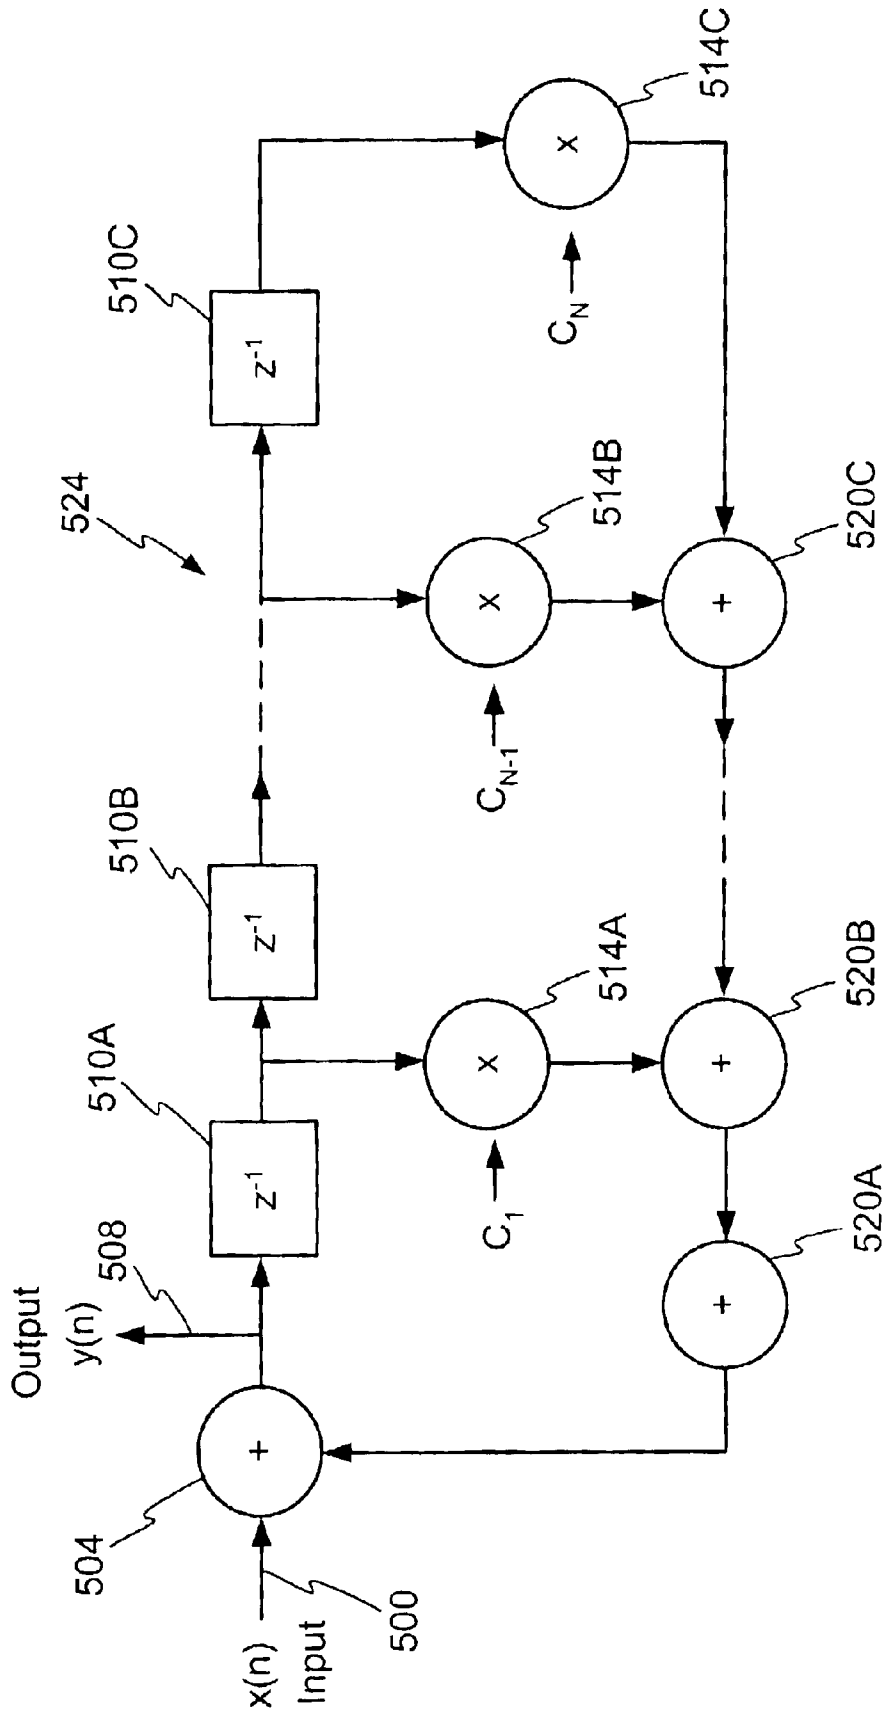 524
510A
510B
510C
Output
y(n)
508
504
+
z-1
z-1
z-1
x(n)
Input
500
C1
x
514A
CN-1
x
514B
CN
x
514C
+
520A
+
520B
+
520C